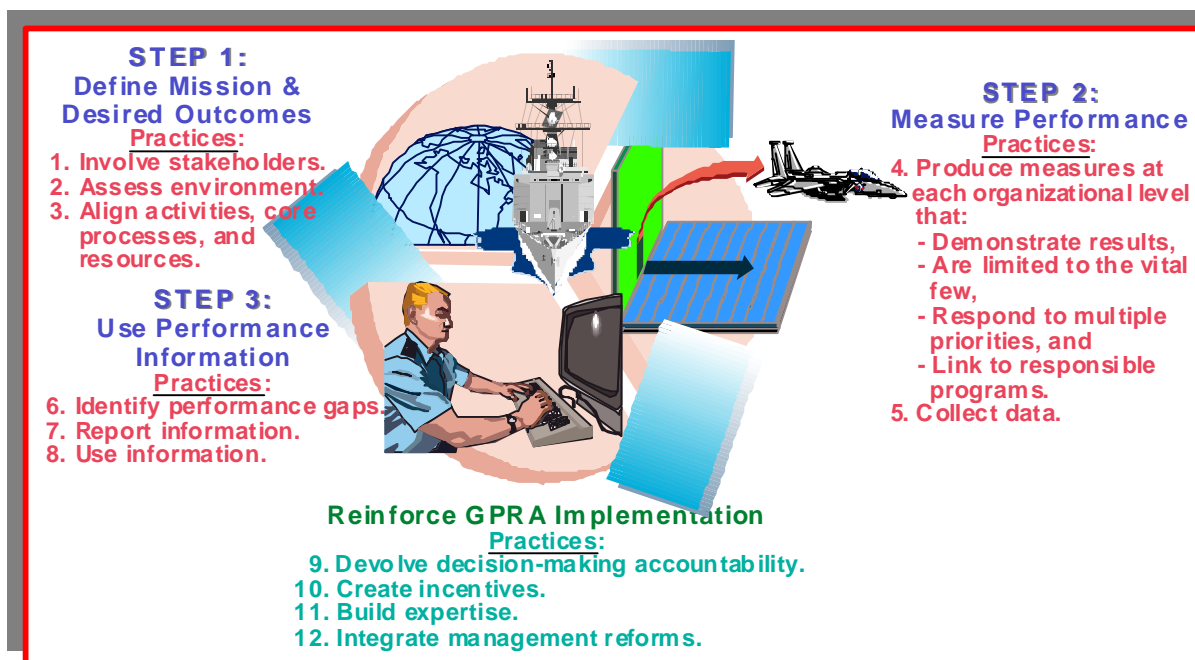 STEP 1:
Define Mission &
Desired Outcomes
Practices:
1. Involve stakeholders.
2. Assess environment.
3. Align activities, core
processes, and
resources.
STEP 2:
Measure Performance
Practices:
4. Produce measures at
each organizational level
that:
- Demonstrate results,
- Are limited to the vital
few,
- Respond to multiple
priorities, and
- Link to responsible
programs.
5. Collect data.
STEP 3:
Use Performance
Information
Practices:
6. Identify performance gaps.
7. Report information.
8. Use information.
Reinforce GPRA Implementation
Practices:
9. Devolve decision-making accountability.
10. Create incentives.
11. Build expertise.
12. Integrate management reforms.